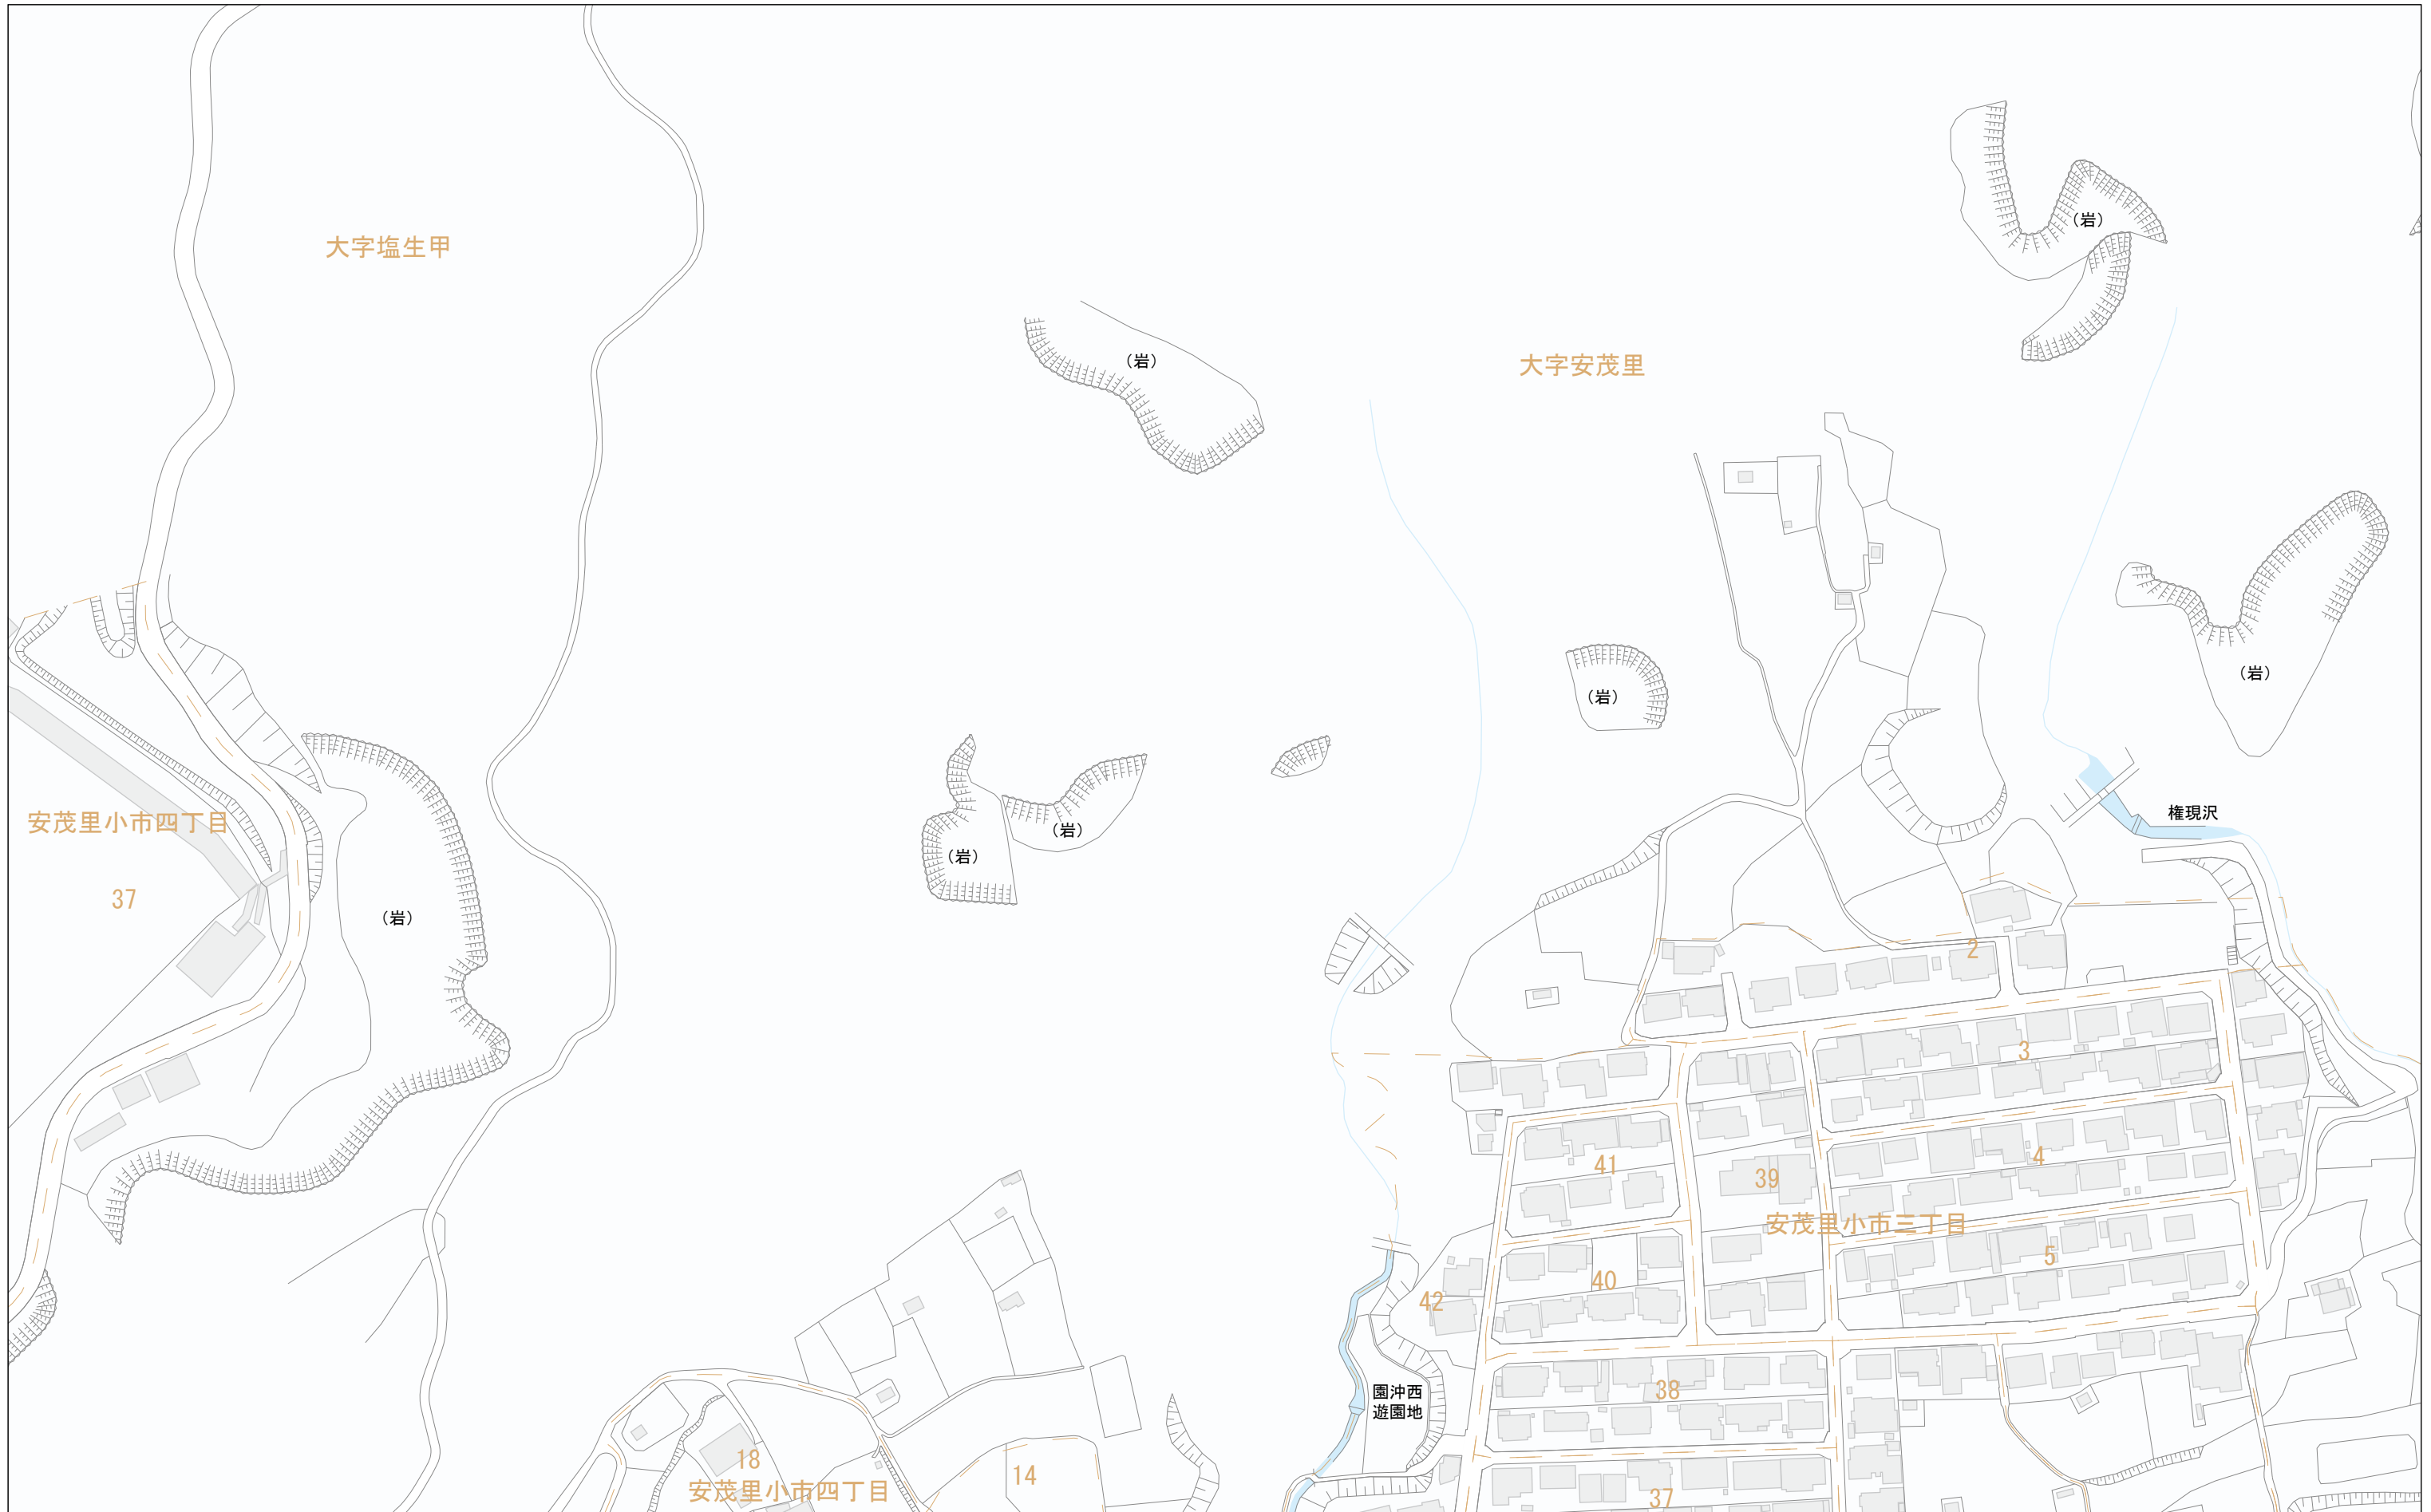 大字塩生甲
(岩)
(岩)
大字安茂里
(岩)
(岩)
(岩)
安茂里小市四丁目
37
(岩)
(岩)
(岩)
権現沢
2
3
4
41
39
安茂里小市三丁目
5
40
42
38
園沖西
遊園地
18
14
安茂里小市四丁目
37